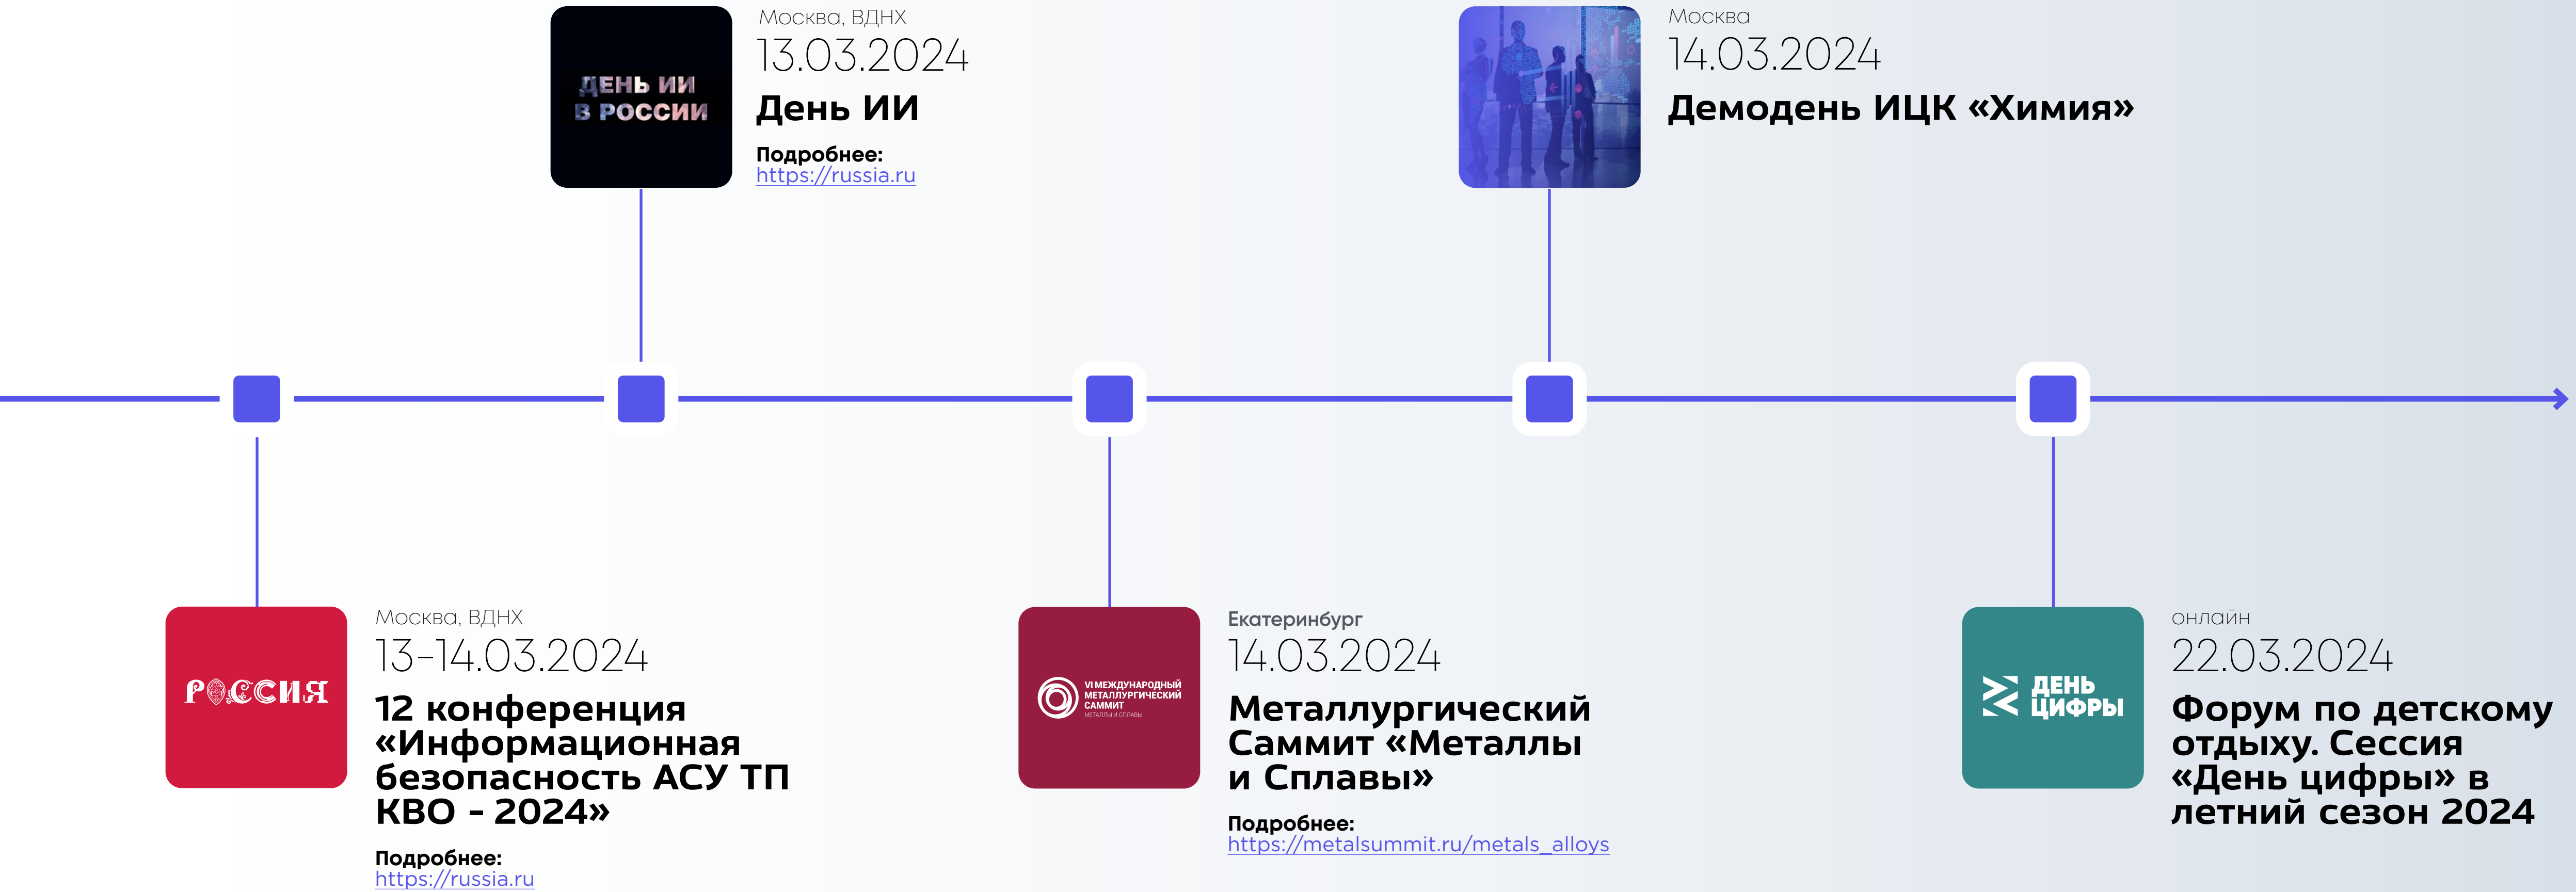 ДЕНЬ ИИ
В РОССИИ
Москва, ВДНХ
13.03.2024
День ИИ
Подробнее:
https://russia.ru
Москва
14.03.2024
Демодень ИЦК «Химия»
РОССИЯ
Москва, ВДНХ
13-14.03.2024
12 конференция
«Информационная
безопасность АСУ ТП
КВО - 2024»
Подробнее:
https://russia.ru
VI МЕЖДУНАРОДНЫЙ
МЕТАЛЛУРГИЧЕСКИЙ
САММИТ
МЕТАЛЛЫ И СПЛАВЫ
Екатеринбург
14.03.2024
Металлургический
Саммит «Металлы
и Сплавы»
Подробнее:
https://metalsummit.ru/metals_alloys
ДЕНЬ
ЦИФРЫ
онлайн
22.03.2024
Форум по детскому
отдыху. Сессия
«День цифры» в
летний сезон 2024